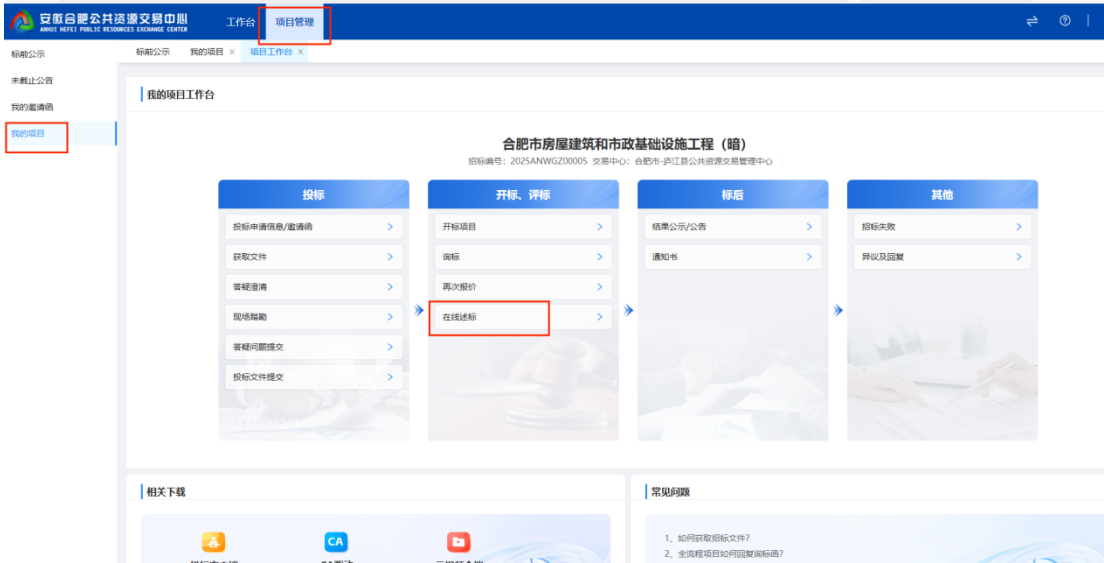 安徽合肥公共资源交易中心
ANHUI HEFEI PUBLIC RESOURCES EXCHANGE CENTER
工作台 项目管理
标前公示
未截止公告
我的邀请函
我的项目
标前公示 我的项目 × 项目工作台 ×
我的项目工作台
合肥市房屋建筑和市政基础设施工程（暗）
招标编号：2025ANWGZ00005 交易中心：合肥市-庐江县公共资源交易管理中心
投标
投标申请信息/邀请函
获取文件
答疑澄清
现场踏勘
答疑问题提交
投标文件提交
开标、评标
开标项目
询标
再次报价
在线述标
标后
结果公示/公告
通知书
其他
招标失败
异议及回复
相关下载
CA
常见问题
1、如何获取招标文件?
2、全流程项目如何回复询标函?